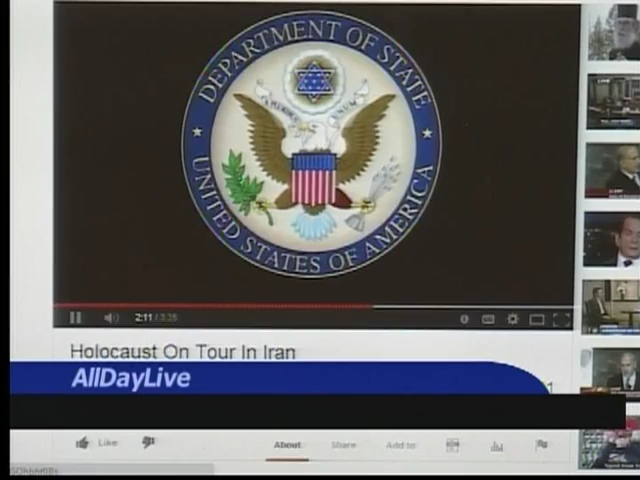 DEPARTMENT OF STATE
UNITED STATES OF AMERICA
2:11 / 3:25
Holocaust On Tour In Iran
AllDayLive
Like
About
Share
Add to